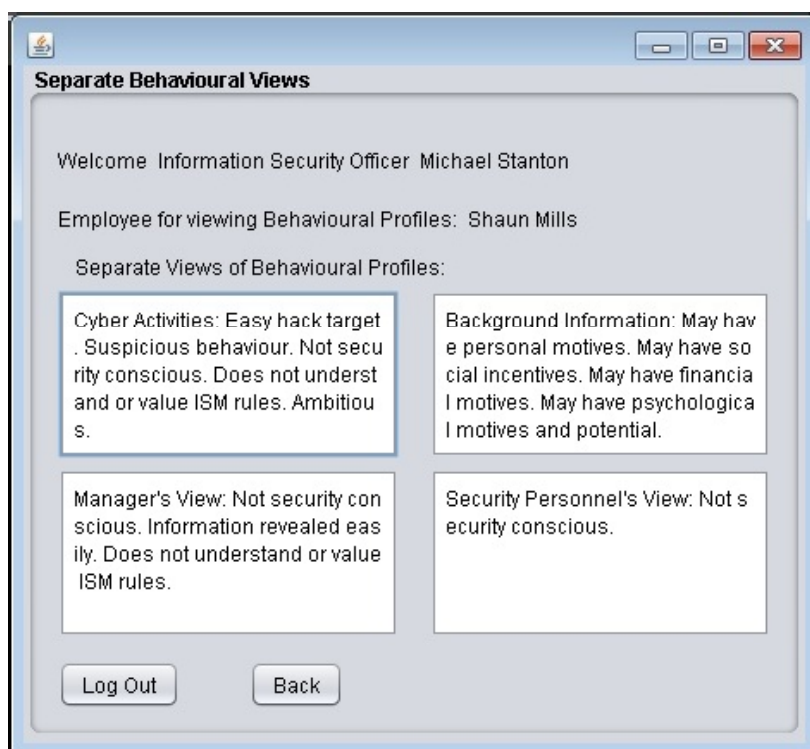 Separate Behavioural Views
Welcome Information Security Officer Michael Stanton
Employee for viewing Behavioural Profiles: Shaun Mills
Separate Views of Behavioural Profiles:
Cyber Activities: Easy hack target
. Suspicious behaviour. Not secu
rity conscious. Does not underst
and or value ISM rules. Ambitiou
s.
Background Information: May hav
e personal motives. May have so
cial incentives. May have financia
l motives. May have psychologica
l motives and potential.
Manager's View: Not security con
scious. Information revealed eas
ily. Does not understand or value
ISM rules.
Security Personnel's View: Not s
ecurity conscious.
Log Out
Back